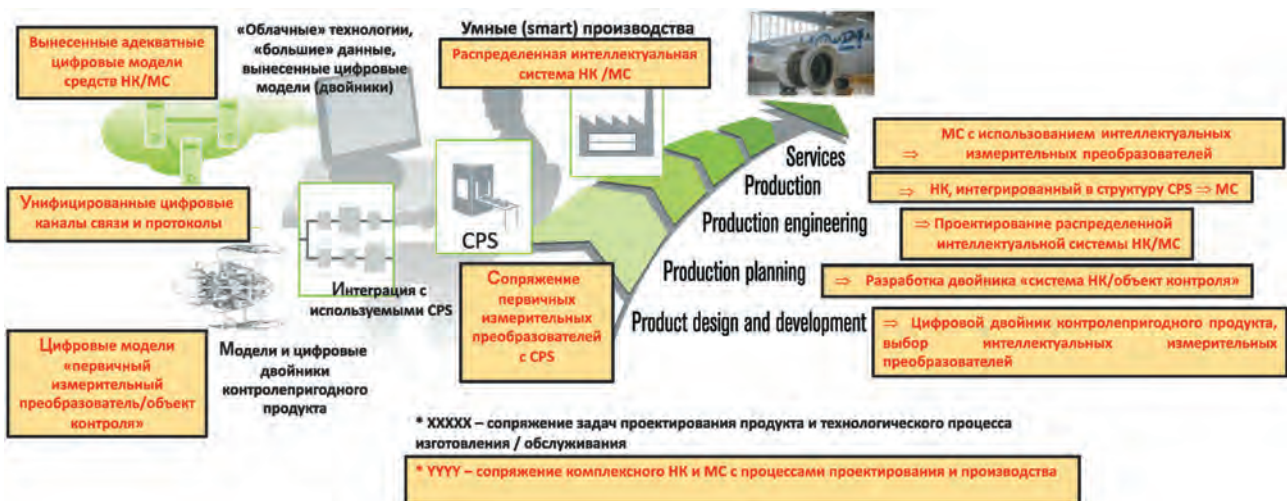 Вынесенные адекватные
цифровые модели
средств НК/МС
«Облачные» технологии,
«большие» данные,
вынесенные цифровые
модели (двойники)
Умные (smart) производства
Распределенная интеллектуальная
система НК /МС
Унифицированные цифровые
каналы связи и протоколы
CPS
Интеграция с
используемыми CPS
Сопряжение
первичных
измерительных
преобразователей
с CPS
Цифровые модели
«первичный
измерительный
преобразователь/объект
контроля»
Модели и цифровые
двойники
контролепригодного
продукта
Services
МС с использованием интеллектуальных
⇒ измерительных преобразователей
Production
⇒ НК, интегрированный в структуру CPS ⇒ МС
Production engineering
⇒ Проектирование распределенной
интеллектуальной системы НК/МС
Production planning
⇒ Разработка двойника «система НК/объект контроля»
Product design and development
⇒ Цифровой двойник контролепригодного продукта,
выбор интеллектуальных измерительных
преобразователей
* XXXXX – сопряжение задач проектирования продукта и технологического процесса
изготовления / обслуживания
* YYYY – сопряжение комплексного НК и МС с процессами проектирования и производства